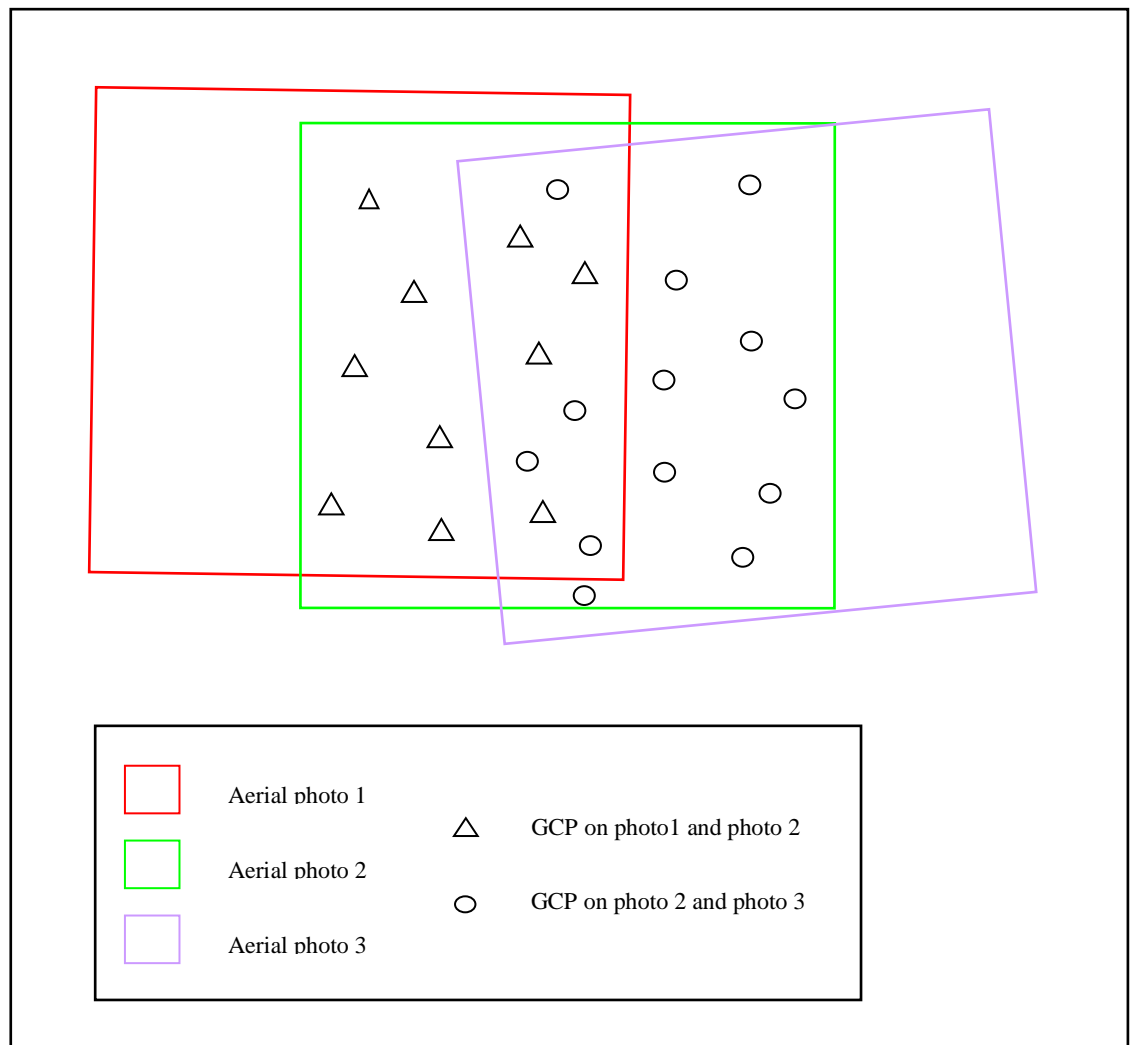 Aerial photo 1
Aerial photo 2
Aerial photo 3
GCP on photo1 and photo 2
GCP on photo 2 and photo 3